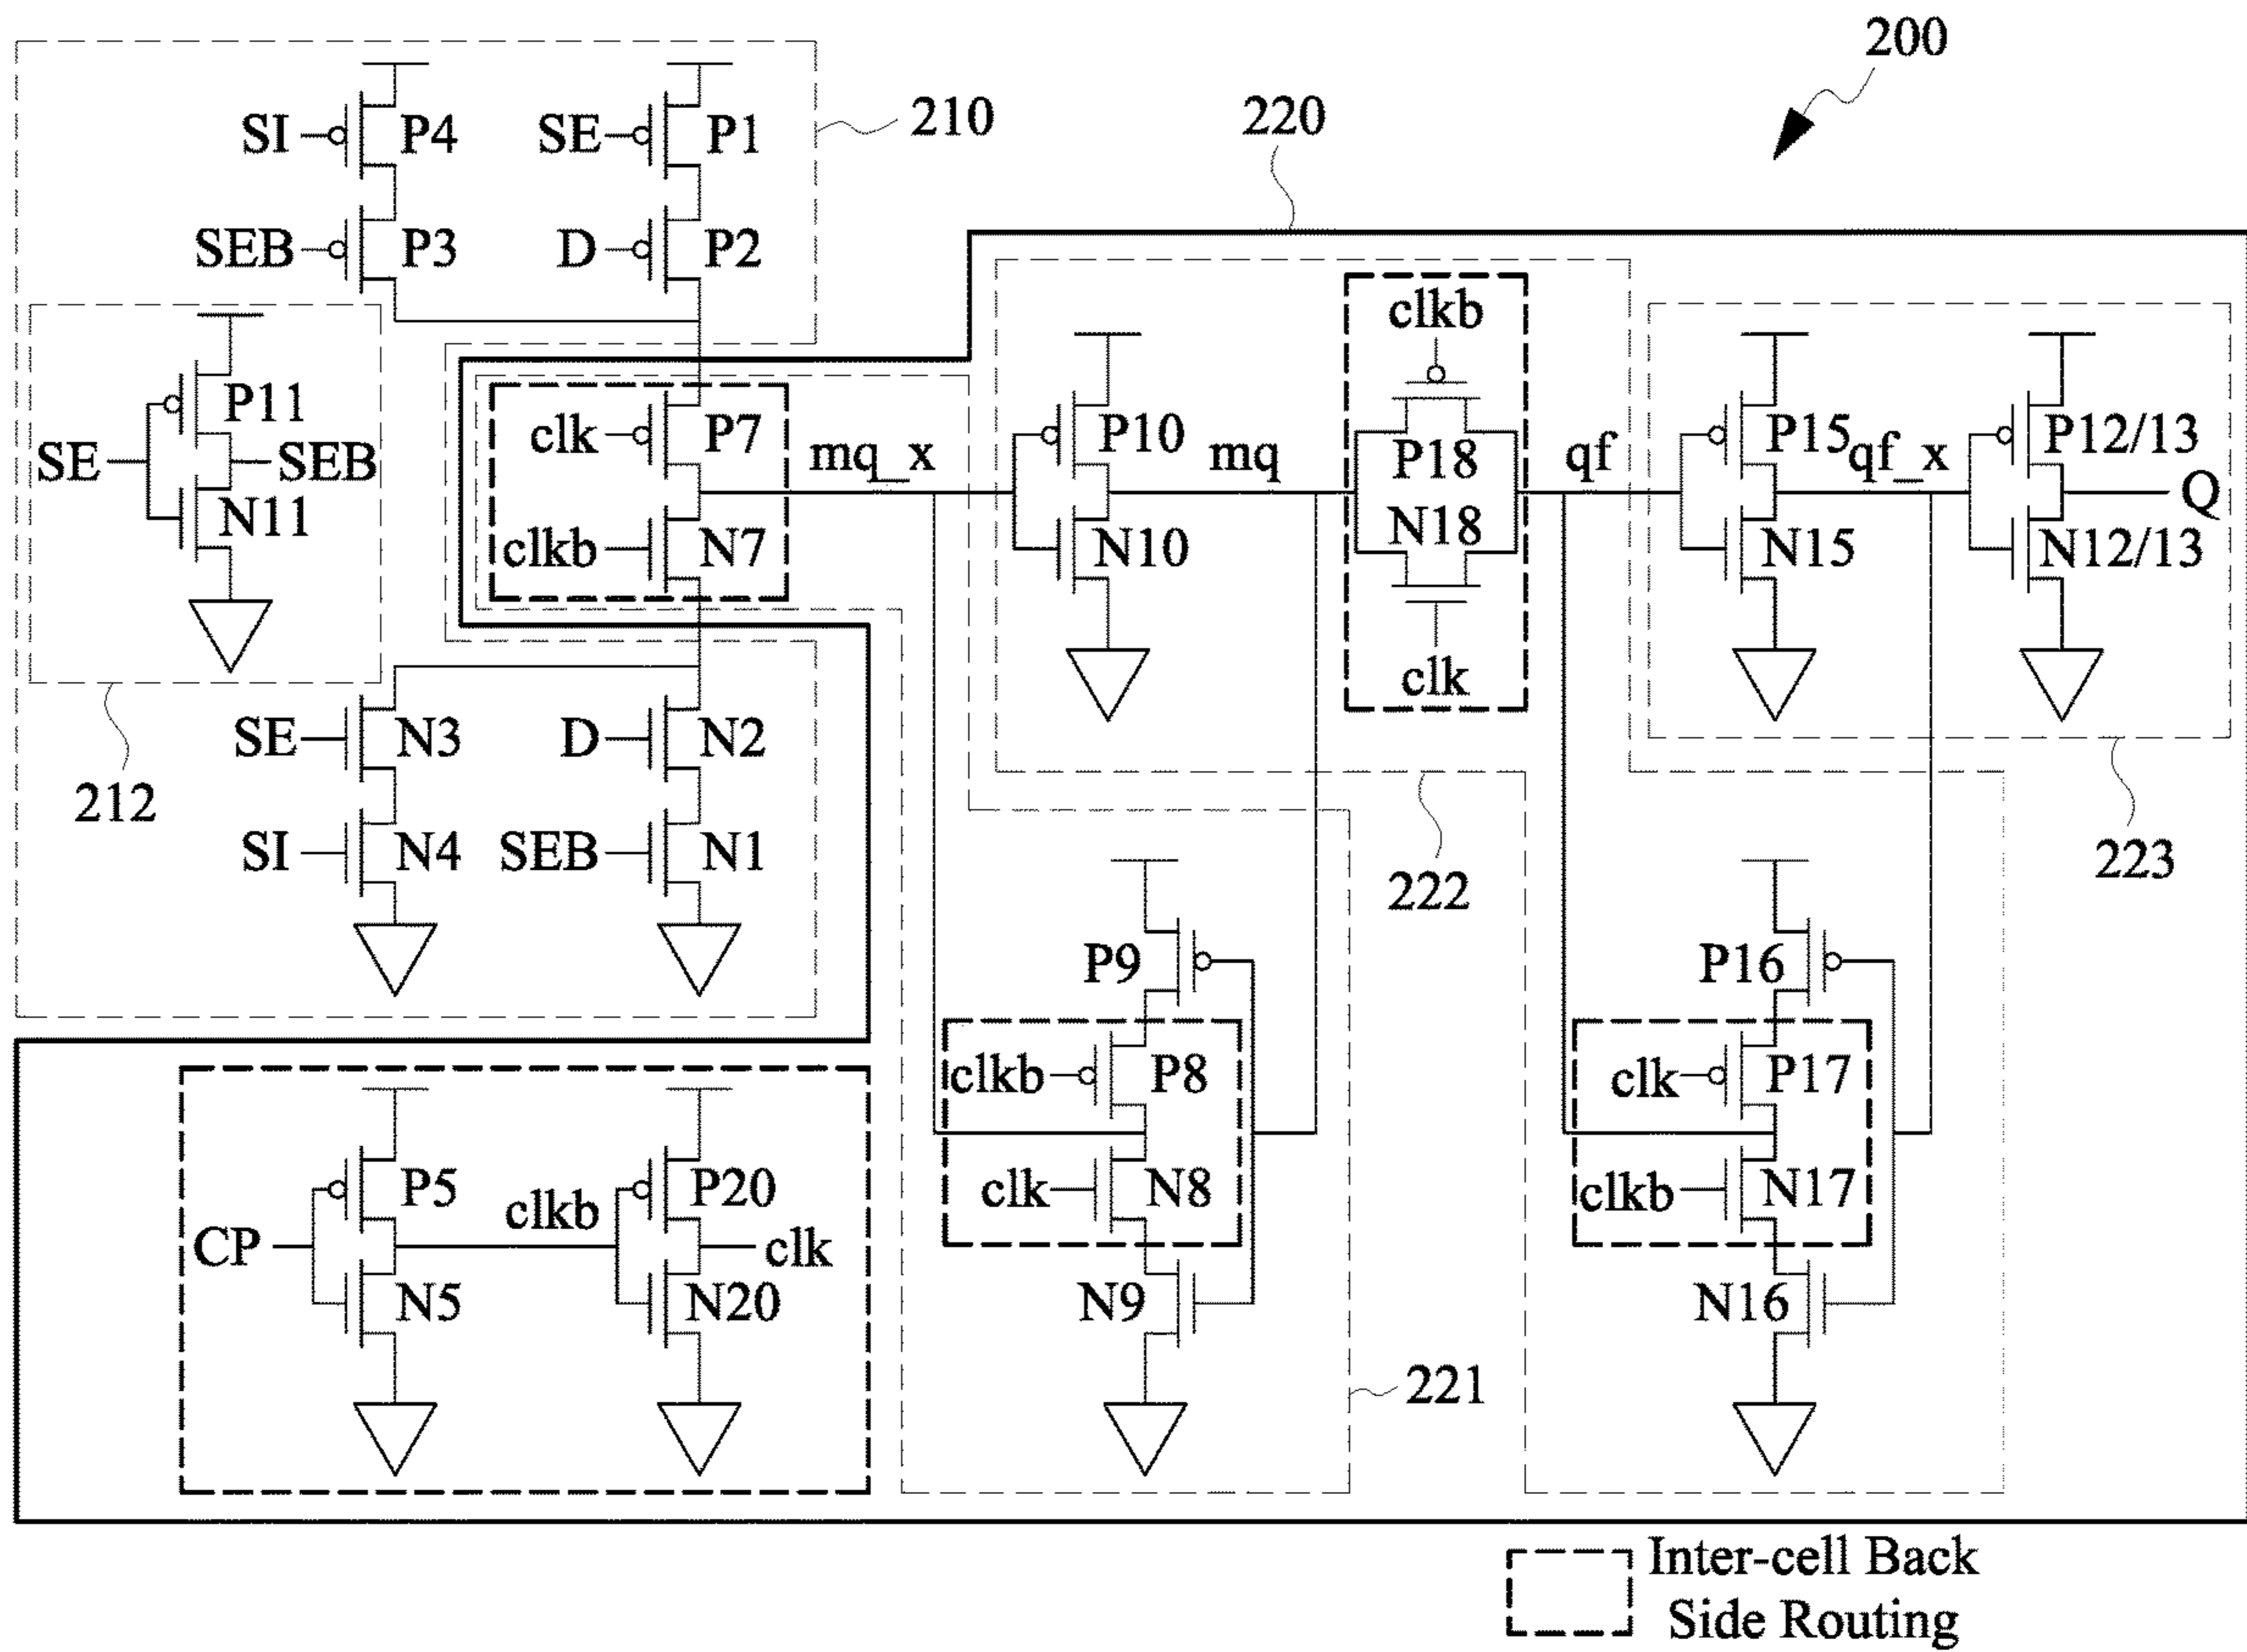 200
SI P4 SE P1 210 220
SEB P3 D P2
clkb
P11 clk P7 P10 P15 P12/13
SE SEB mq_x mq P18 qf qf_x Q
N11 clkb N7 N10 N18 N15 N12/13
clk
SE N3 D N2
212
SI N4 SEB N1 222 223
P9 P16
clkb P8 clk P17
P5 P20
CP clkb clk clk N8 clkb N17
N5 N20 N9 N16
221
Inter-cell Back
Side Routing